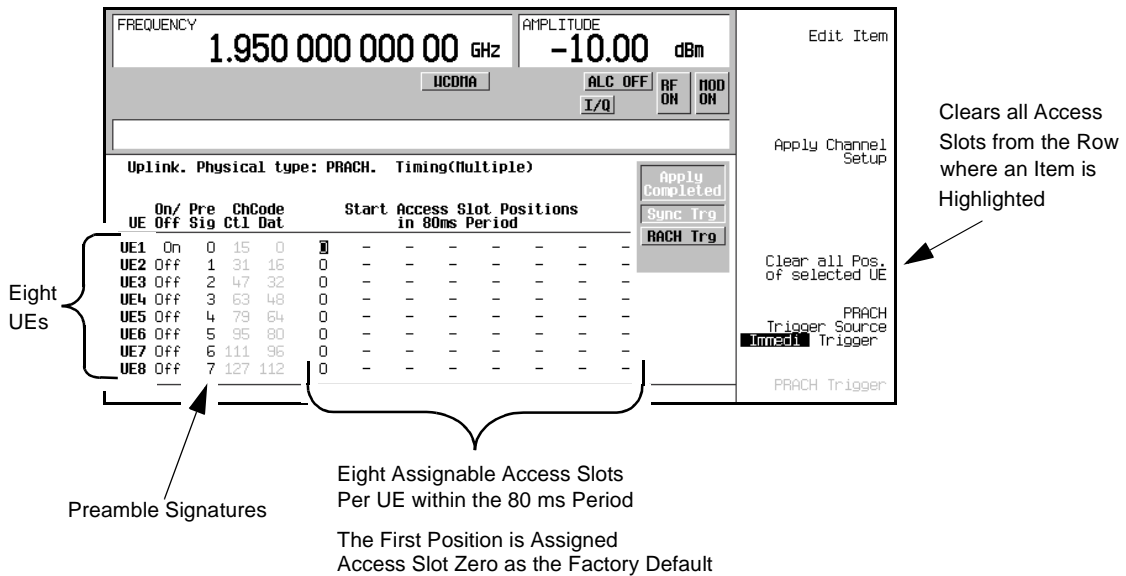 FREQUENCY
1.950 000 000 00 GHz
AMPLITUDE
-10.00 dBm
WCDMA
ALC OFF
I/Q
RF ON
MOD ON
Uplink. Physical type: PRACH. Timing(Multiple)
Apply
Completed
Sync Trg
RACH Trg
On/ Pre ChCode Start Access Slot Positions
UE Off Sig Ctl Dat in 80ms Period
UE1 On 0 15 0 0 - - - - - - -
UE2 Off 1 31 16 0 - - - - - - -
UE3 Off 2 47 32 0 - - - - - - -
UE4 Off 3 63 48 0 - - - - - - -
UE5 Off 4 79 64 0 - - - - - - -
UE6 Off 5 95 80 0 - - - - - - -
UE7 Off 6 111 96 0 - - - - - - -
UE8 Off 7 127 112 0 - - - - - - -
Edit Item
Apply Channel
Setup
Clear all Pos.
of selected UE
PRACH
Trigger Source
Immedi Trigger
PRACH Trigger
Clears all Access
Slots from the Row
where an Item is
Highlighted
Eight
UEs
Preamble Signatures
Eight Assignable Access Slots
Per UE within the 80 ms Period
The First Position is Assigned
Access Slot Zero as the Factory Default